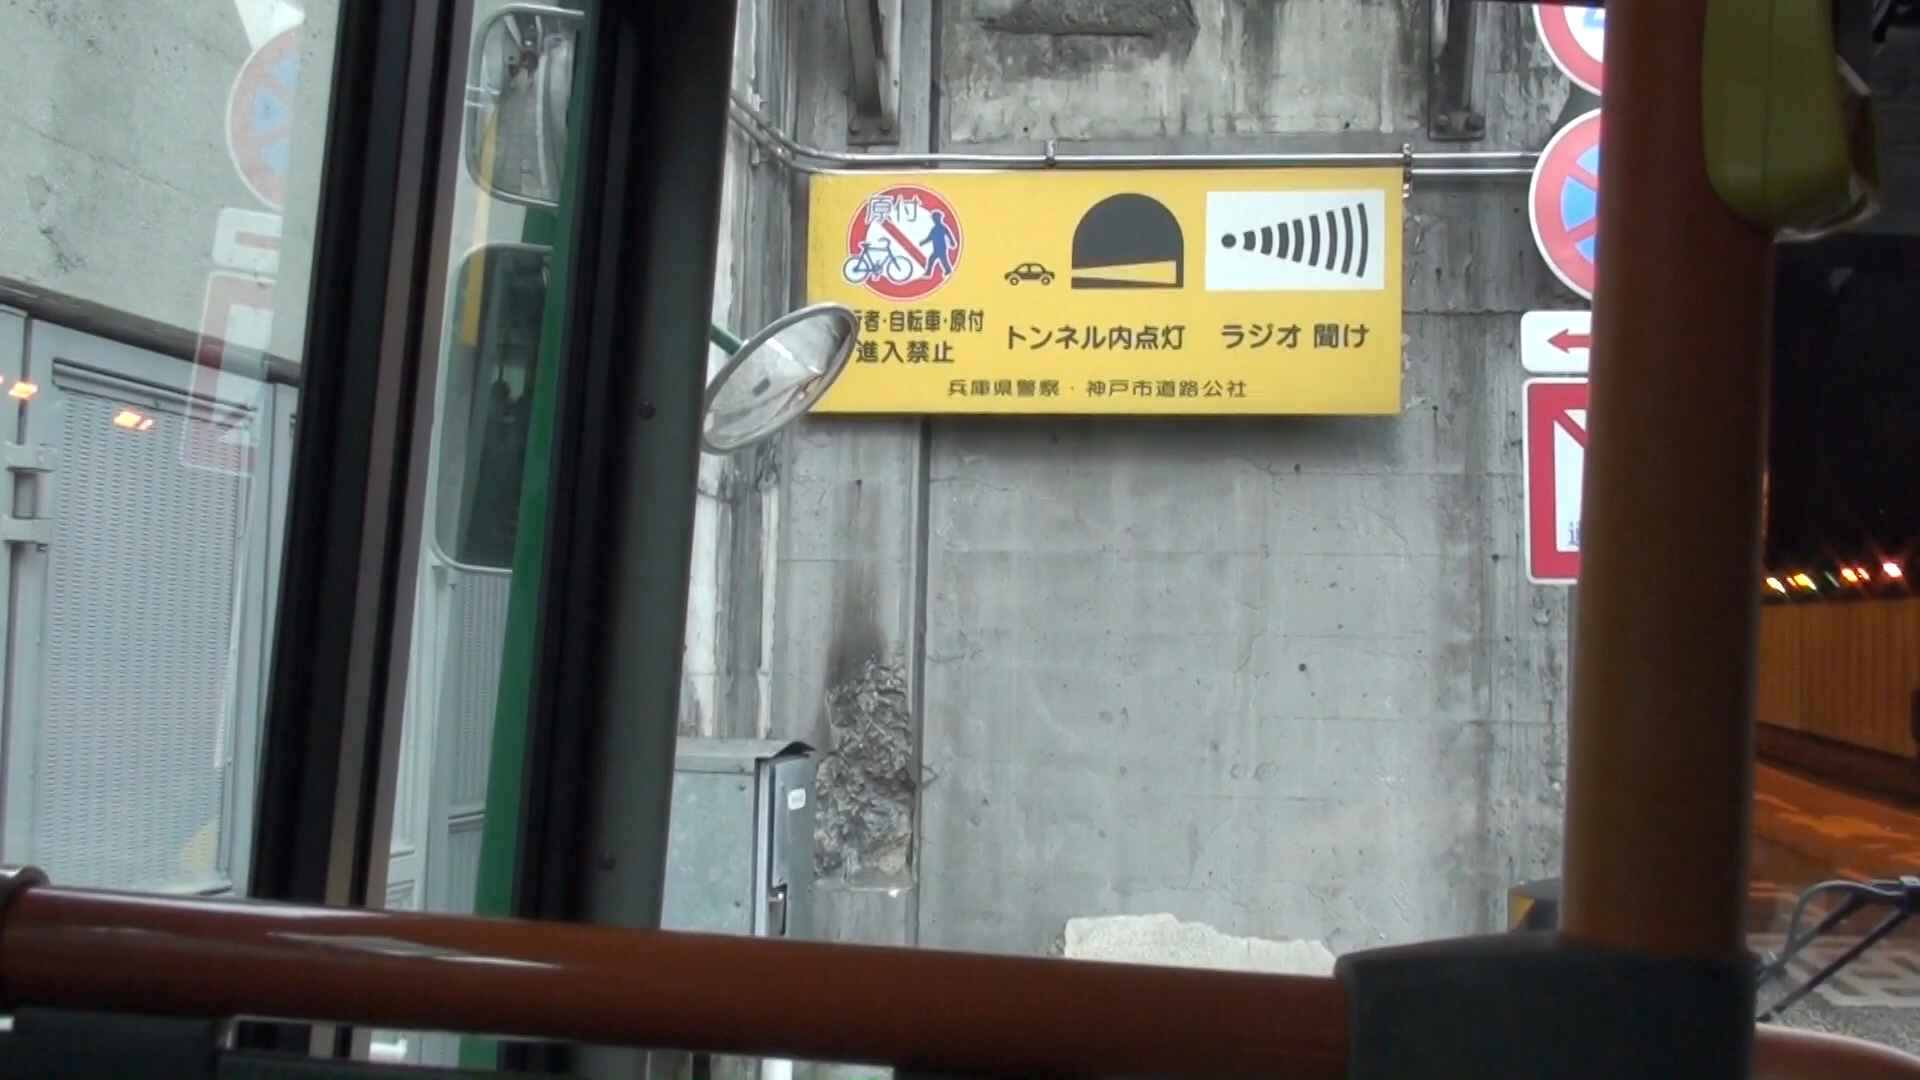 原付
行者・自転車・原付
進入禁止
トンネル内点灯
ラジオ 聞け
兵庫県警察・神戸市道路公社